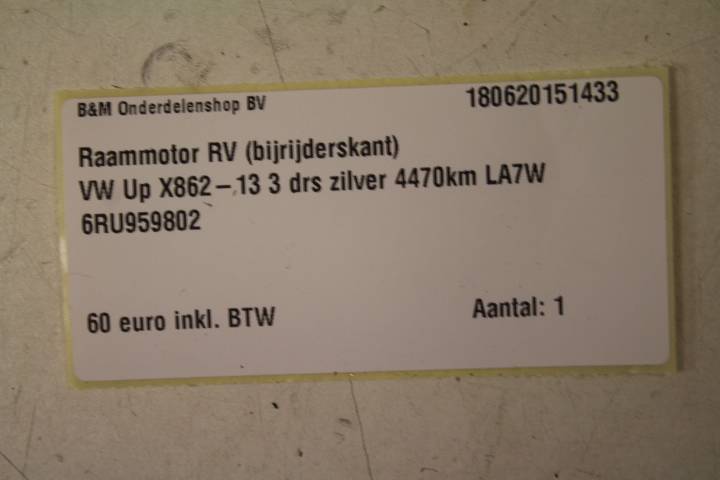 B&M Onderdelenshop BV 180620151433
Raammotor RV (bijrijderskant)
VW Up X862-13 3 drs zilver 4470km LA7W
6RU959802
60 euro inkl. BTW Aantal: 1